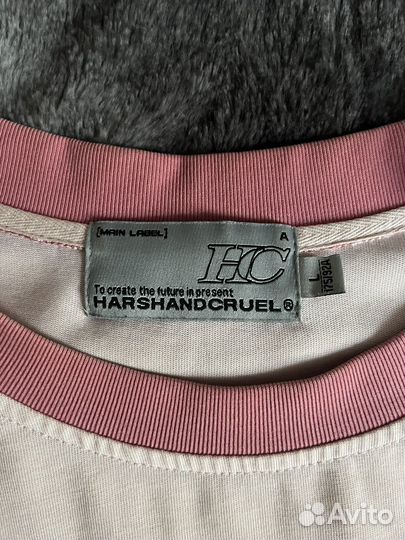 [MAIN LABEL] A
HC
To create the future in present
HARSHANDCRUEL®
L
175/92A
Avito